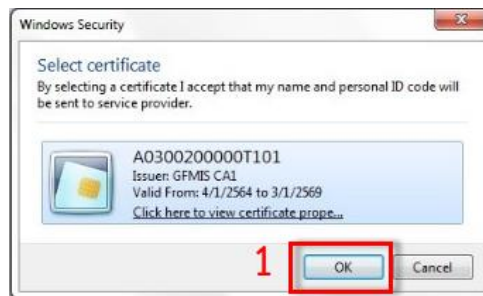 Windows Security
Select certificate
By selecting a certificate I accept that my name and personal ID code will
be sent to service provider.
A0300200000T101
Issuer: GFMIS CA1
Valid From: 4/1/2564 to 3/1/2569
Click here to view certificate prope...
1
OK
Cancel